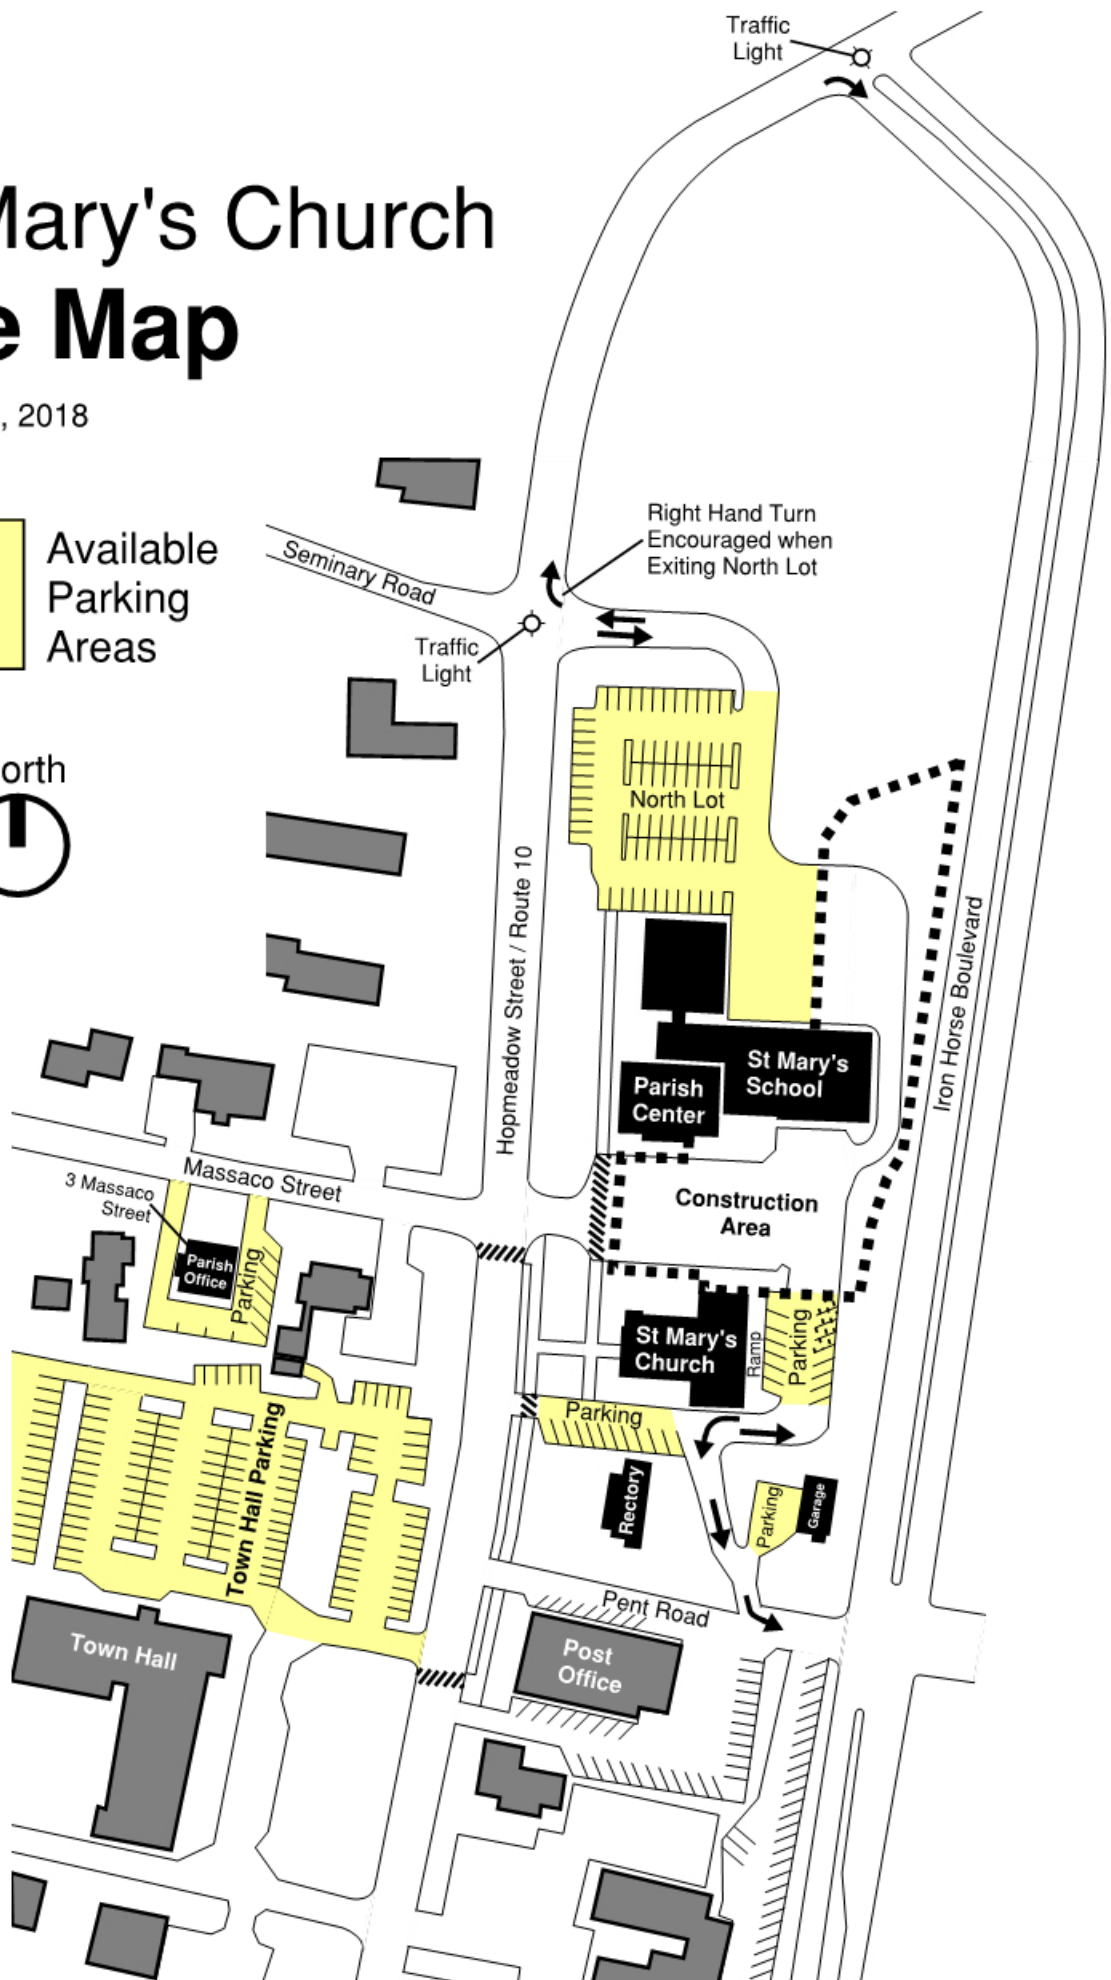 Traffic
Light
Mary's Church
e Map
, 2018
Available
Parking
Areas
Right Hand Turn
Encouraged when
Exiting North Lot
Seminary Road
Traffic
Light
orth
North Lot
Hopmeadow Street / Route 10
Iron Horse Boulevard
St Mary's
School
Parish
Center
Massaco Street
3 Massaco
Street
Construction
Area
Parish
Office
Parking
St Mary's
Church
Ramp
Parking
Parking
Town Hall Parking
Rectory
Parking
Garage
Pent Road
Town Hall
Post
Office